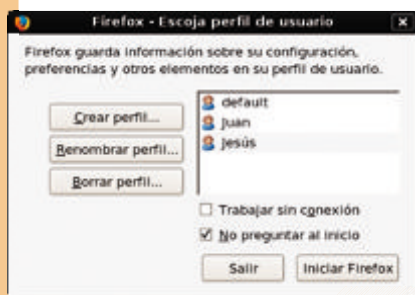 Firefox - Escoja perfil de usuario
Firefox guarda información sobre su configuración,
preferencias y otros elementos en su perfil de usuario.
Crear perfil...
Renombrar perfil...
Borrar perfil...
default
Juan
Jesús
Trabajar sin conexión
No preguntar al inicio
Salir
Iniciar Firefox